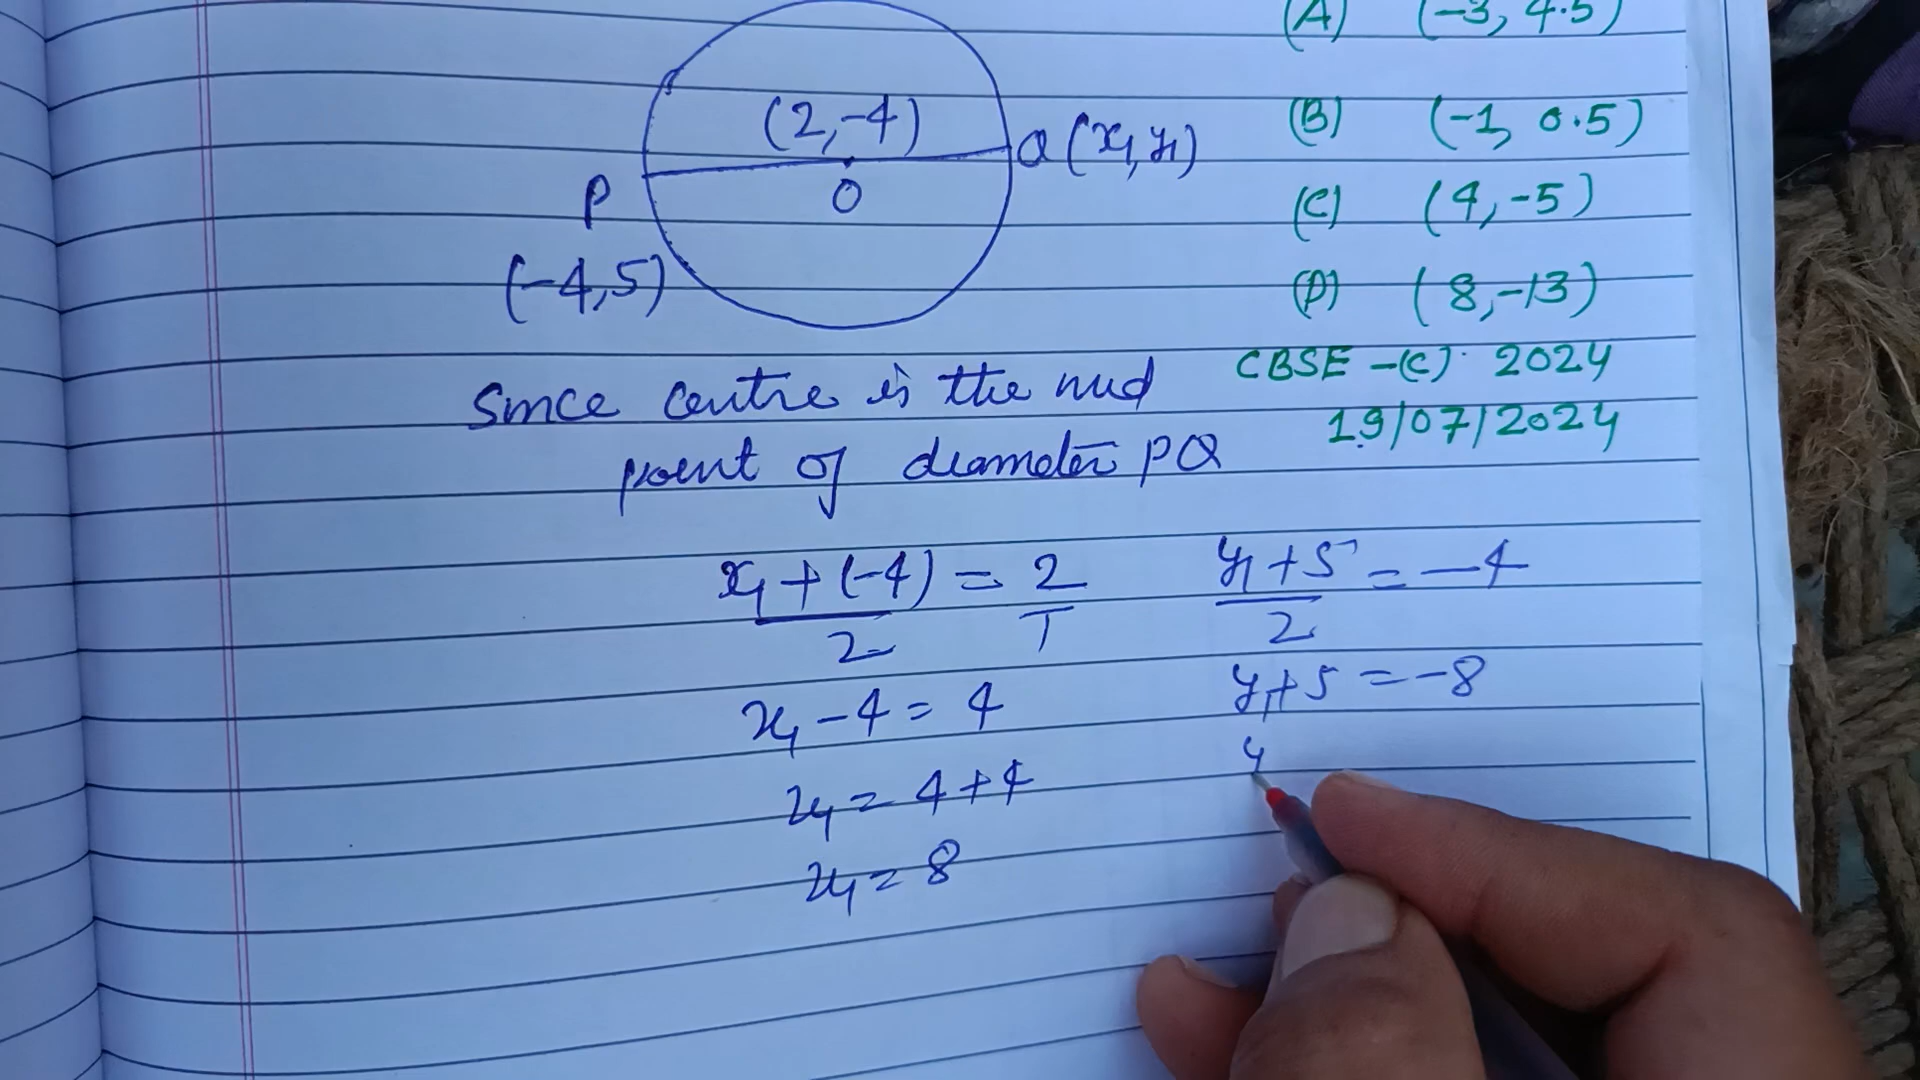 (A) (-3, 4.5)
(2,-4)
Q (x₁, y₁)
(B) (-1, 0.5)
P
O
(C) (4,-5)
(-4,5)
(D) (8,-13)
Since centre is the mid
CBSE -(C). 2024
point of diameter PQ
19/07/2024
x₁ + (-4) / 2 = 2 / 1
y₁ + 5 / 2 = -4
x₁ - 4 = 4
y₁ + 5 = -8
x₁ = 4 + 4
y
x₁ = 8